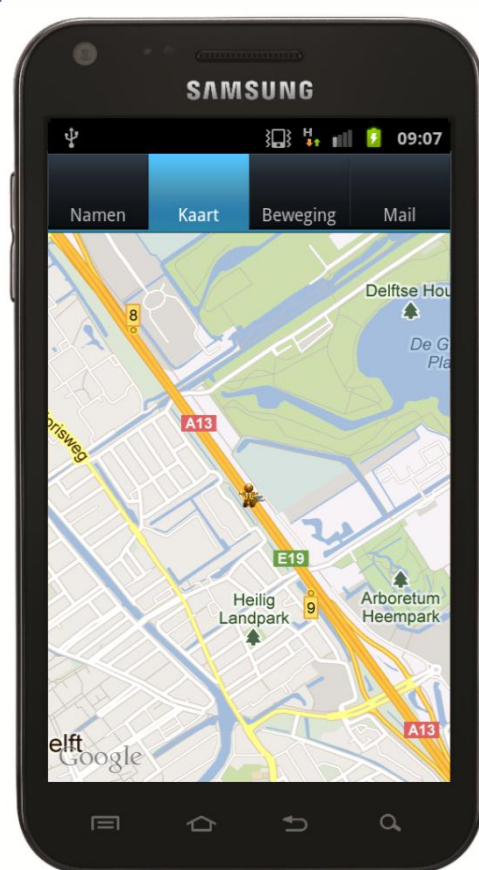 SAMSUNG
H
09:07
Namen
Kaart
Beweging
Mail
8
Delftse Hou
De G
Pla
A13
orisweg
E19
9
Heilig
Landpark
Arboretum
Heempark
A13
elft
Google